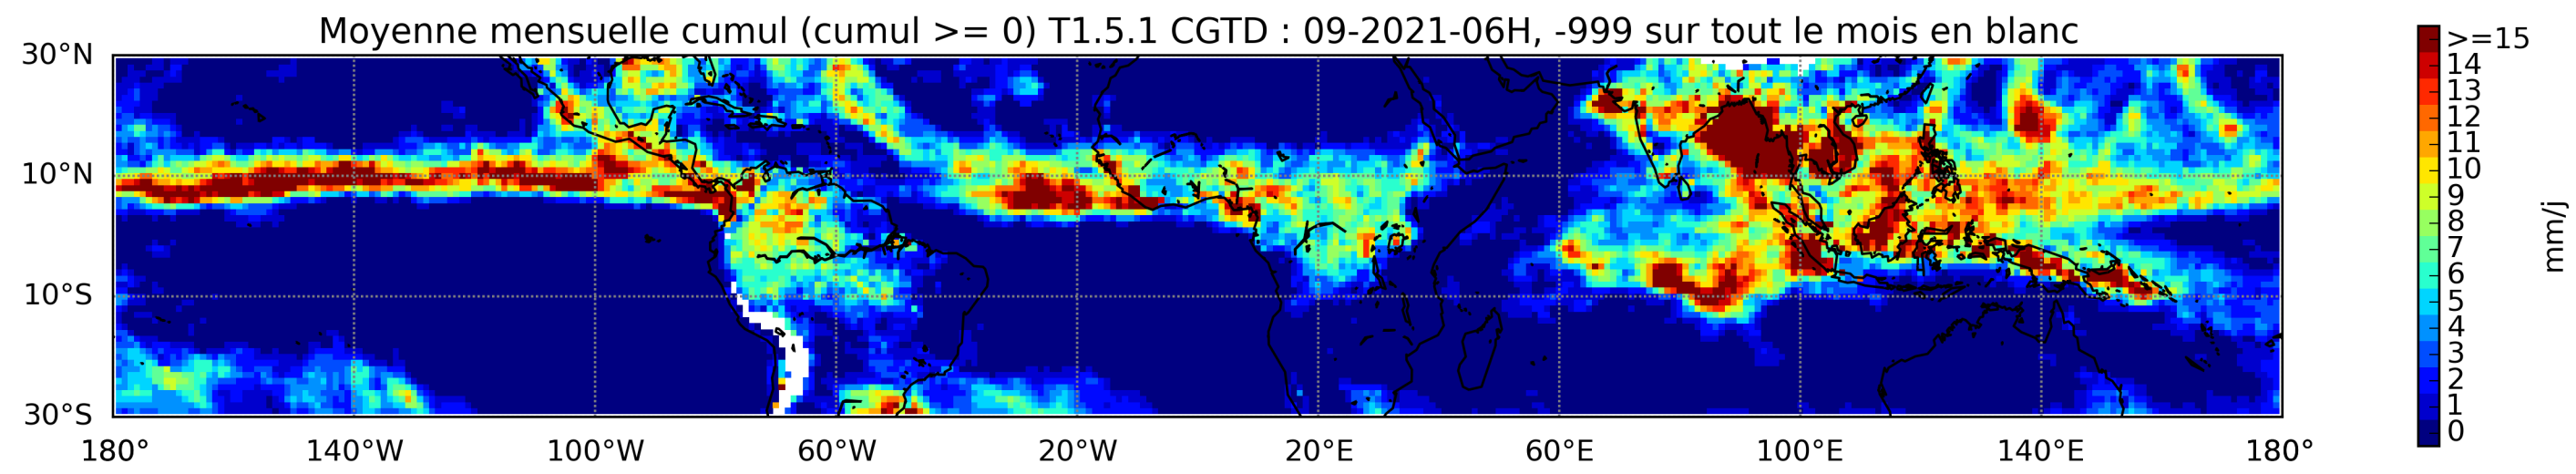 Moyenne mensuelle cumul (cumul >= 0) T1.5.1 CGTD : 09-2021-06H, -999 sur tout le mois en blanc
30°N
10°N
10°S
30°S
180° 140°W 100°W 60°W 20°W 20°E 60°E 100°E 140°E 180°
>=15
14
13
12
11
10
9
8
7
6
5
4
3
2
1
0
mm/j